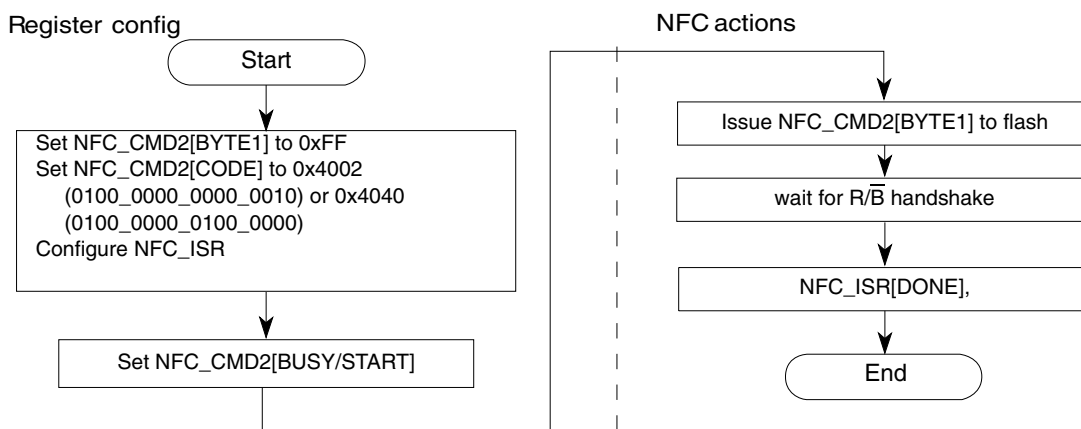 Register config
Start
Set NFC_CMD2[BYTE1] to 0xFF
Set NFC_CMD2[CODE] to 0x4002
(0100_0000_0000_0010) or 0x4040
(0100_0000_0100_0000)
Configure NFC_ISR
Set NFC_CMD2[BUSY/START]
NFC actions
Issue NFC_CMD2[BYTE1] to flash
wait for R/B̅ handshake
NFC_ISR[DONE],
End